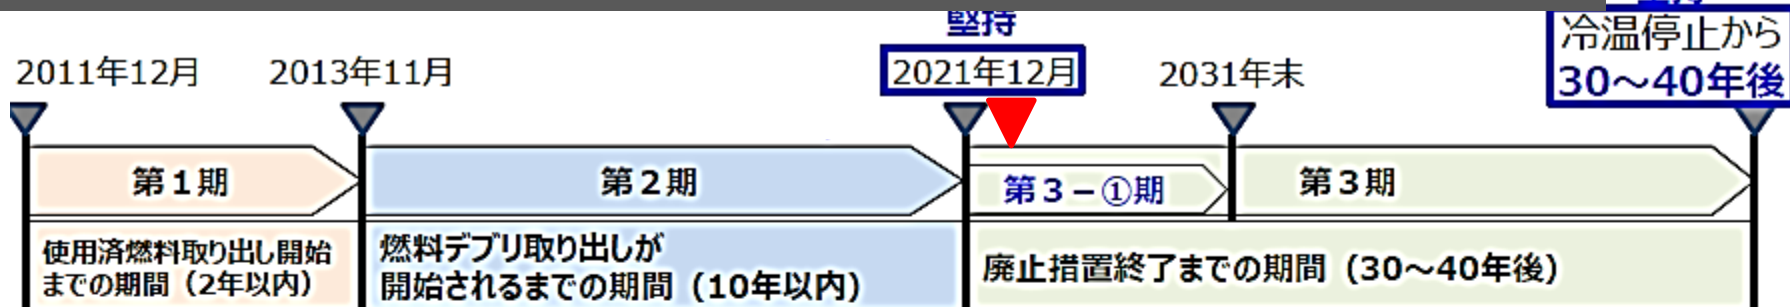 堅持
2011年12月
2013年11月
2021年12月
2031年末
冷温停止から
30～40年後
第１期
第２期
第３－①期
第３期
使用済燃料取り出し開始
までの期間（2年以内）
燃料デブリ取り出しが
開始されるまでの期間（10年以内）
廃止措置終了までの期間（30～40年後）